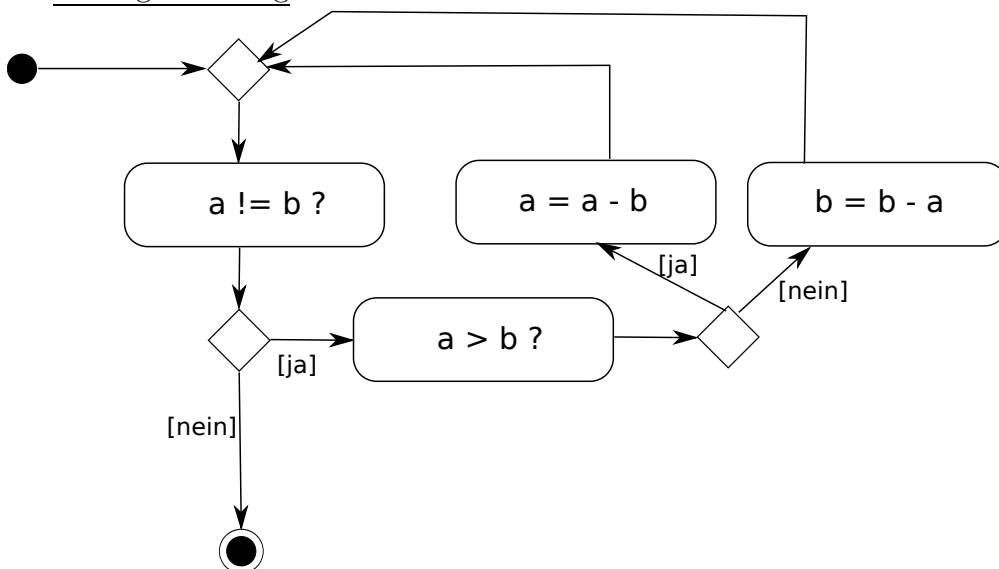 a != b ?
a = a - b
b = b - a
[ja]
[nein]
a > b ?
[ja]
[nein]